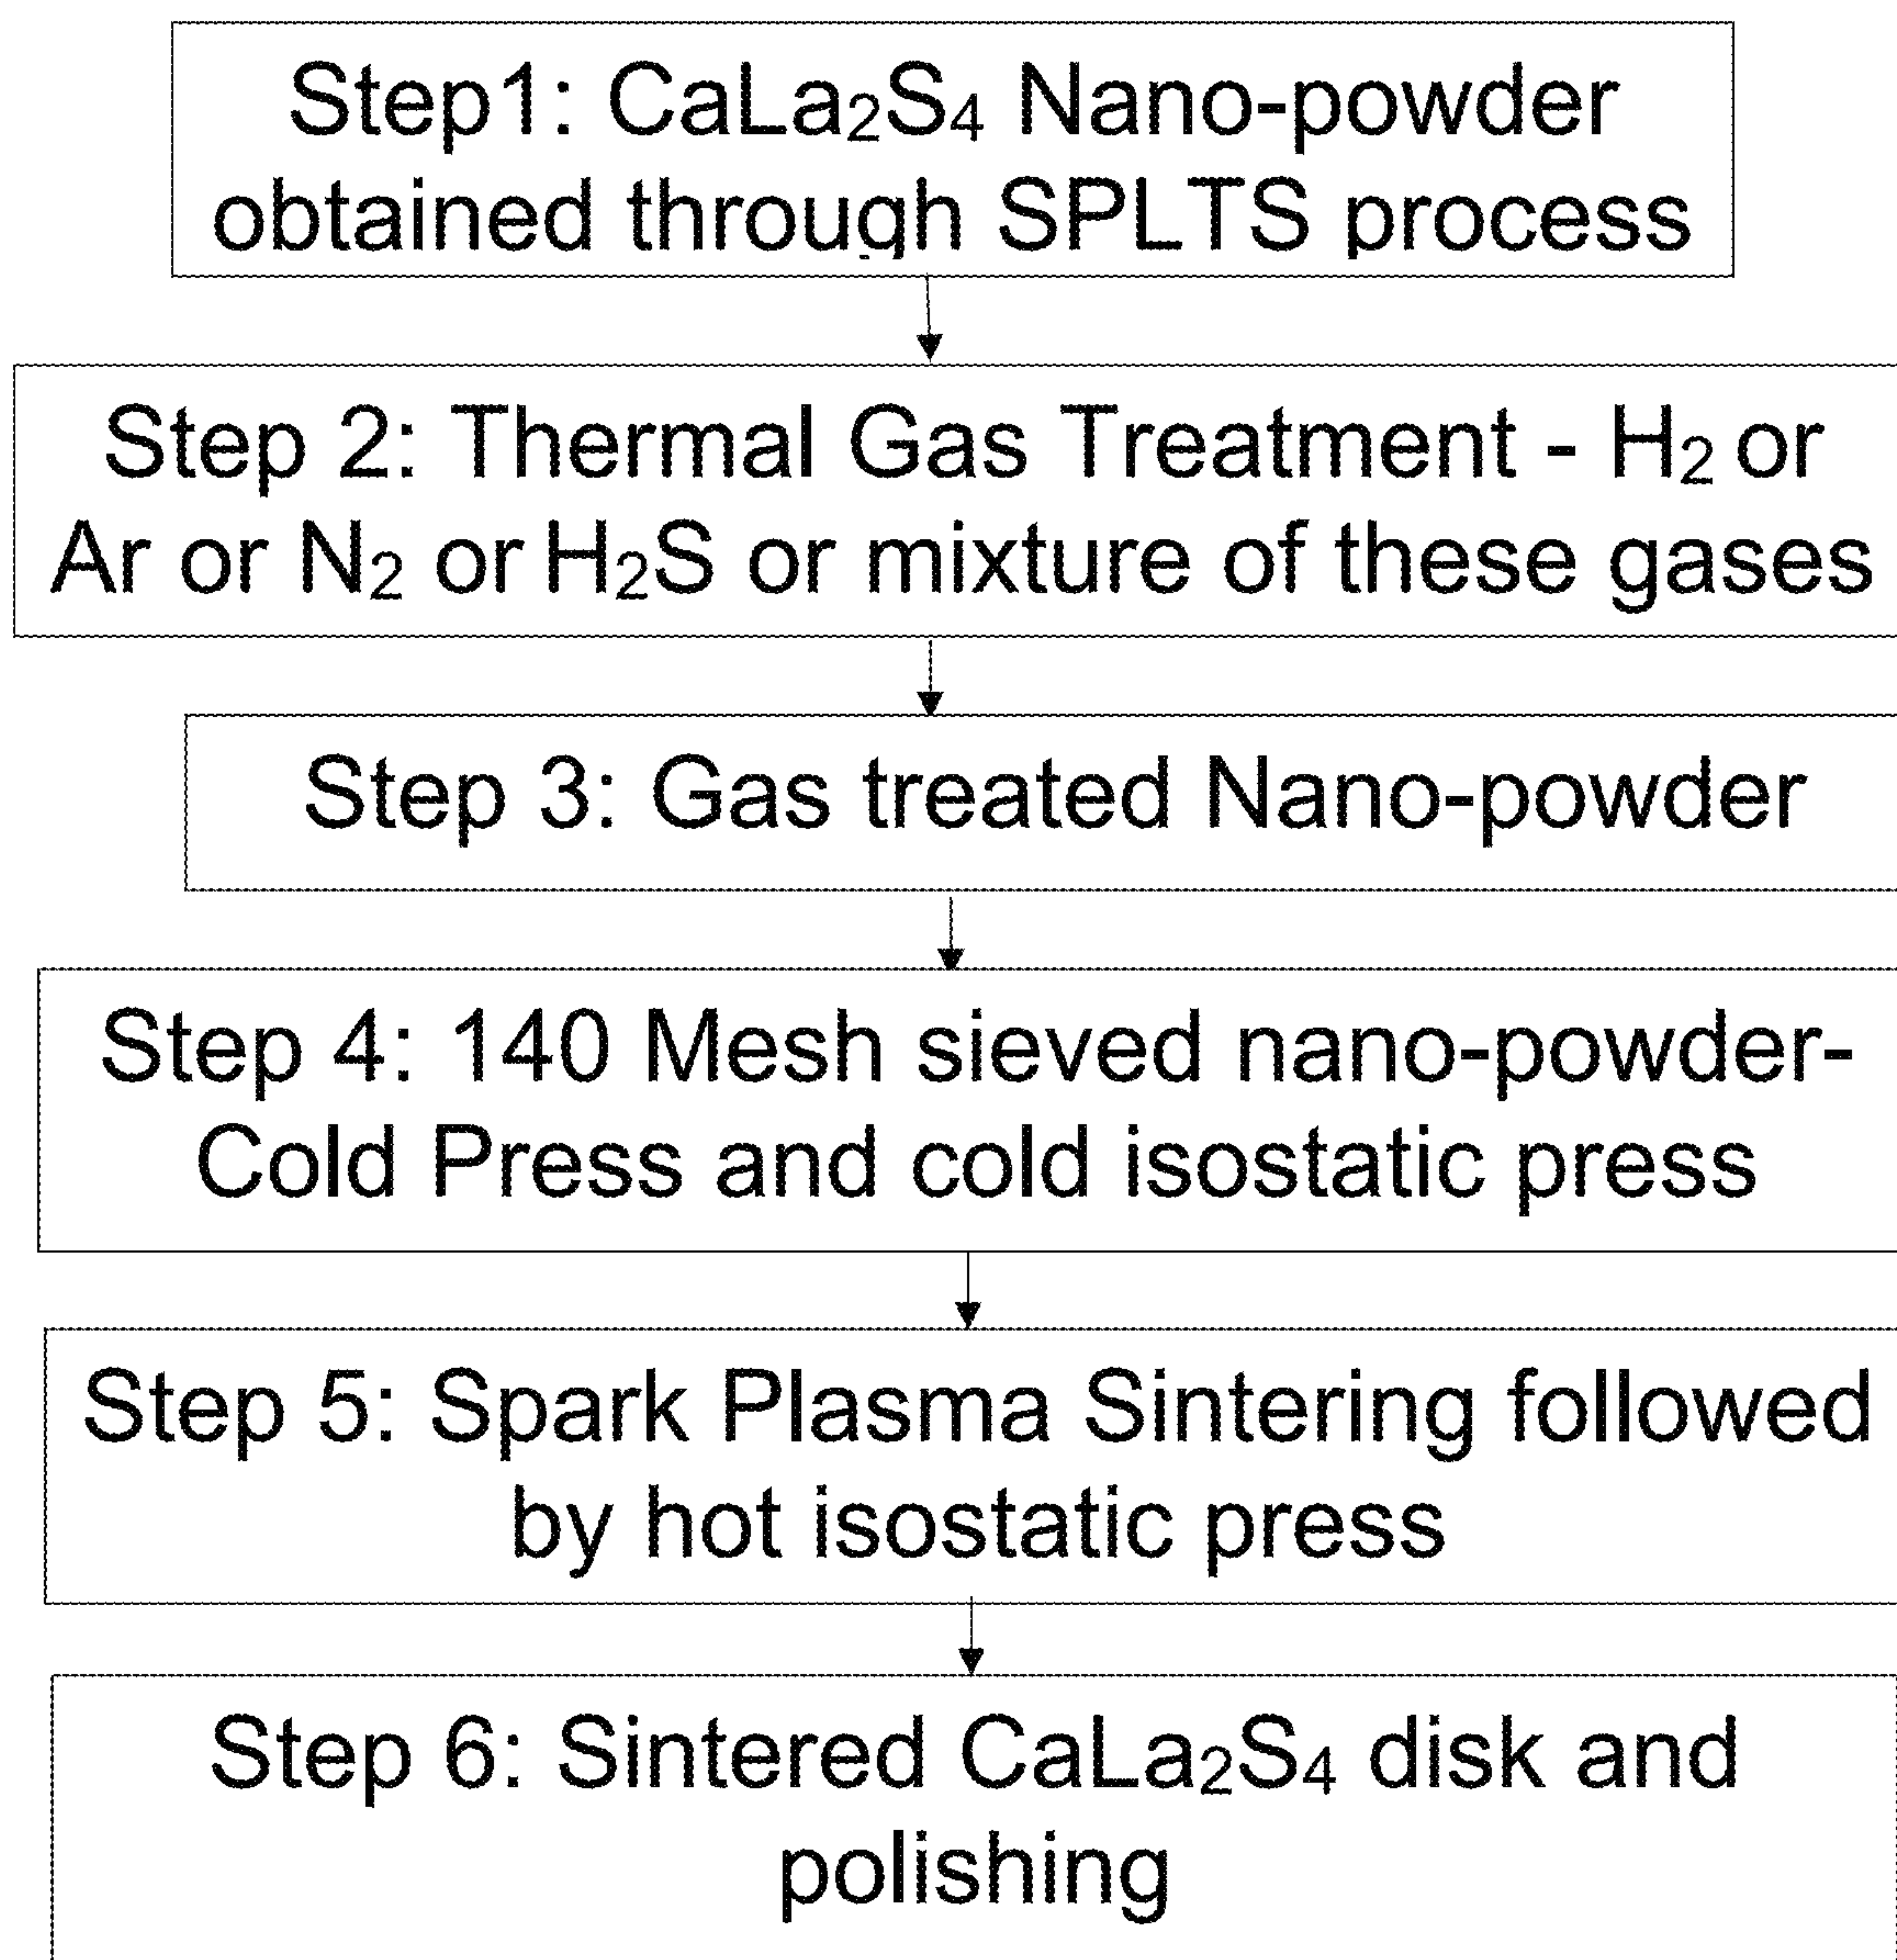 Step1: CaLa₂S₄ Nano-powder
obtained through SPLTS process
Step 2: Thermal Gas Treatment - H₂ or
Ar or N₂ or H₂S or mixture of these gases
Step 3: Gas treated Nano-powder
Step 4: 140 Mesh sieved nano-powder-
Cold Press and cold isostatic press
Step 5: Spark Plasma Sintering followed
by hot isostatic press
Step 6: Sintered CaLa₂S₄ disk and
polishing